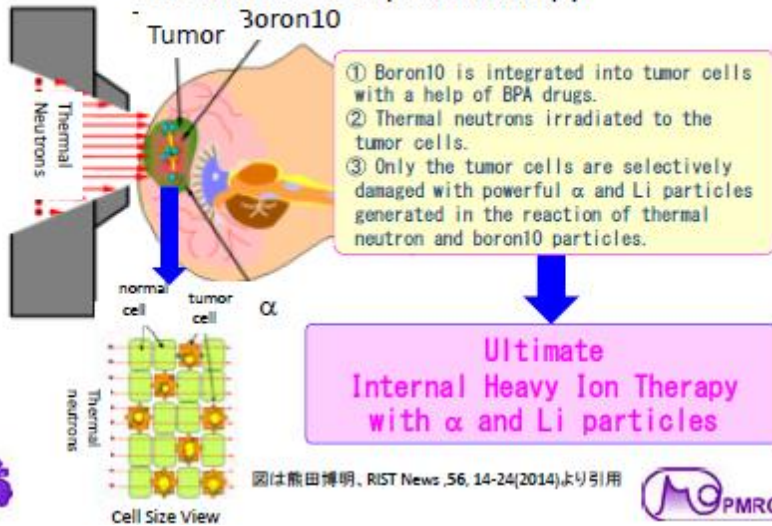 Tumor
Boron10
Thermal
Neutrons
① Boron10 is integrated into tumor cells
with a help of BPA drugs.
② Thermal neutrons irradiated to the
tumor cells.
③ Only the tumor cells are selectively
damaged with powerful α and Li particles
generated in the reaction of thermal
neutron and boron10 particles.
normal
cell
tumor
cell
α
Thermal
neutrons
Cell Size View
Ultimate
Internal Heavy Ion Therapy
with α and Li particles
図は熊田博明、RIST News ,56, 14-24(2014)より引用
PMRC